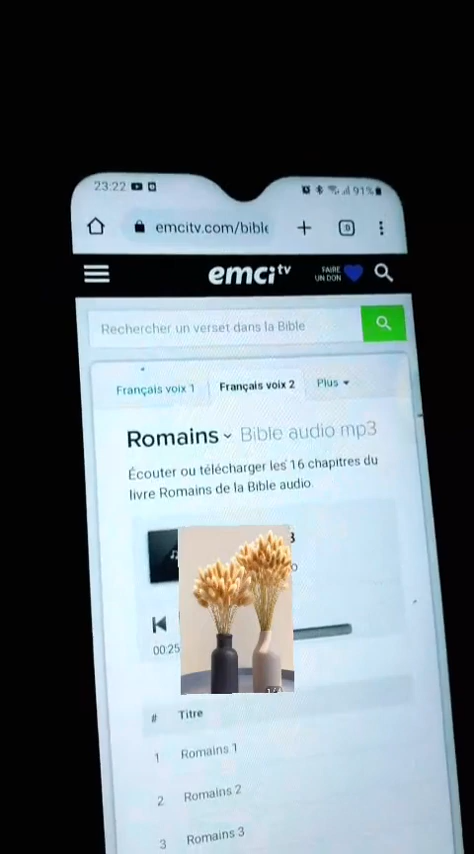 23:22
91%
emcitv.com/bible
emci tv
FAIRE
UN DON
Rechercher un verset dans la Bible
Français voix 1
Français voix 2
Plus
Romains
Bible audio mp3
Écouter ou télécharger les 16 chapitres du
livre Romains de la Bible audio.
3
00:25
# Titre
1 Romains 1
2 Romains 2
3 Romains 3